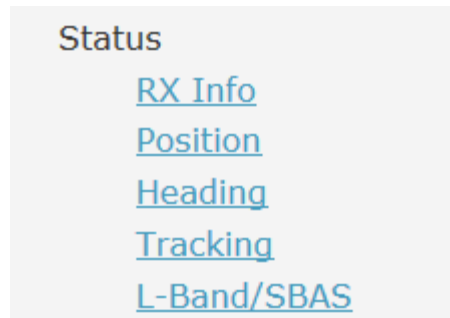 Status
RX Info
Position
Heading
Tracking
L-Band/SBAS